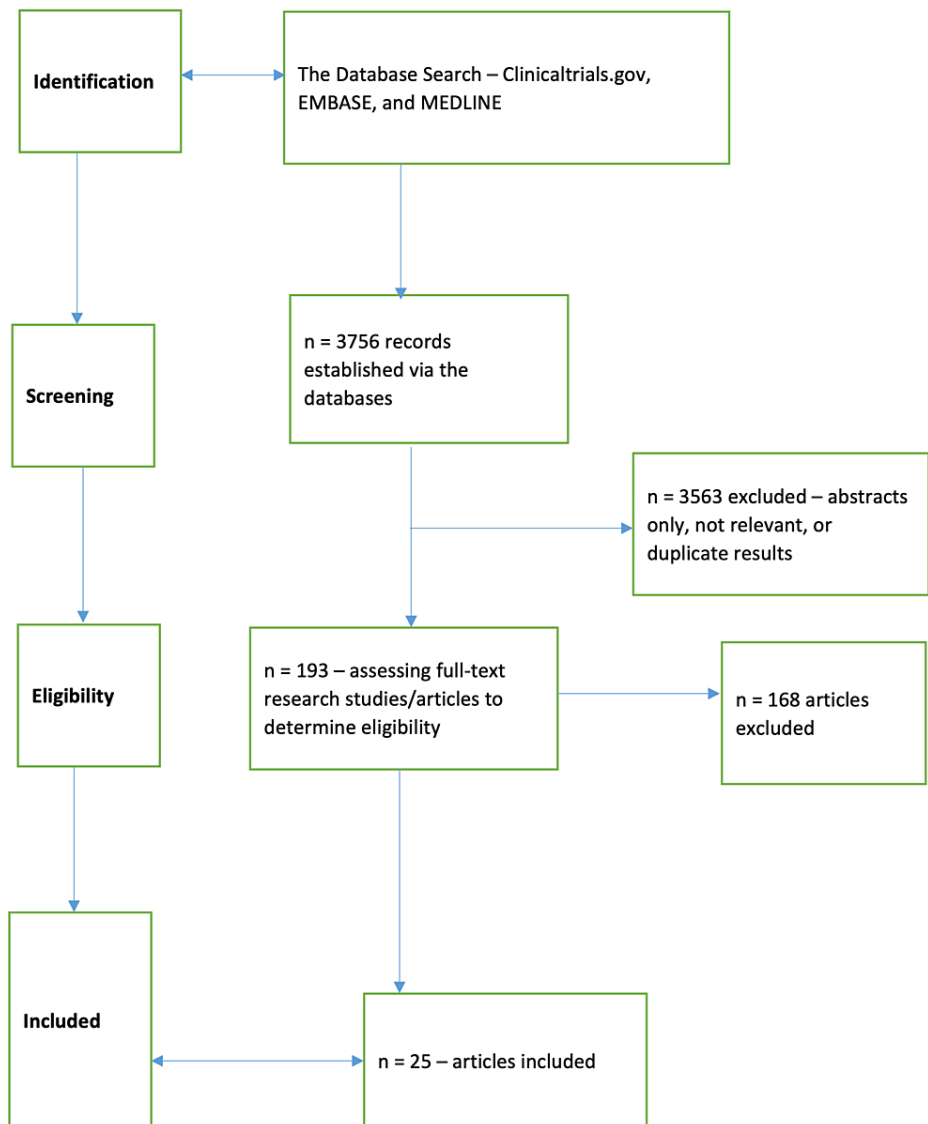 Identification
The Database Search – Clinicaltrials.gov,
EMBASE, and MEDLINE
Screening
n = 3756 records
established via the
databases
n = 3563 excluded – abstracts
only, not relevant, or
duplicate results
Eligibility
n = 193 – assessing full-text
research studies/articles to
determine eligibility
n = 168 articles
excluded
Included
n = 25 – articles included